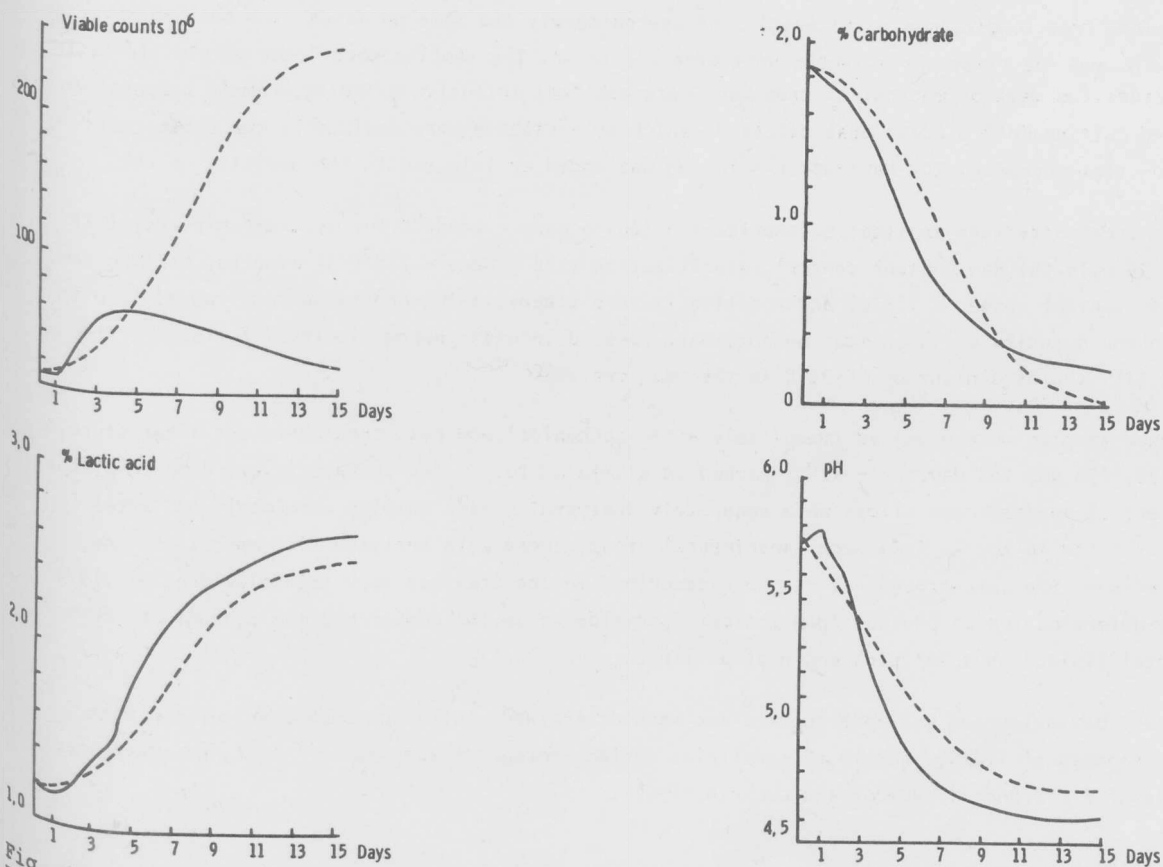 Viable counts 10⁶
200
100
1 3 5 7 9 11 13 15 Days
% Carbohydrate
2,0
1,0
0
1 3 5 7 9 11 13 15 Days
% Lactic acid
3,0
2,0
1,0
1 3 5 7 9 11 13 15 Days
pH
6,0
5,5
5,0
4,5
1 3 5 7 9 11 13 15 Days
Fig